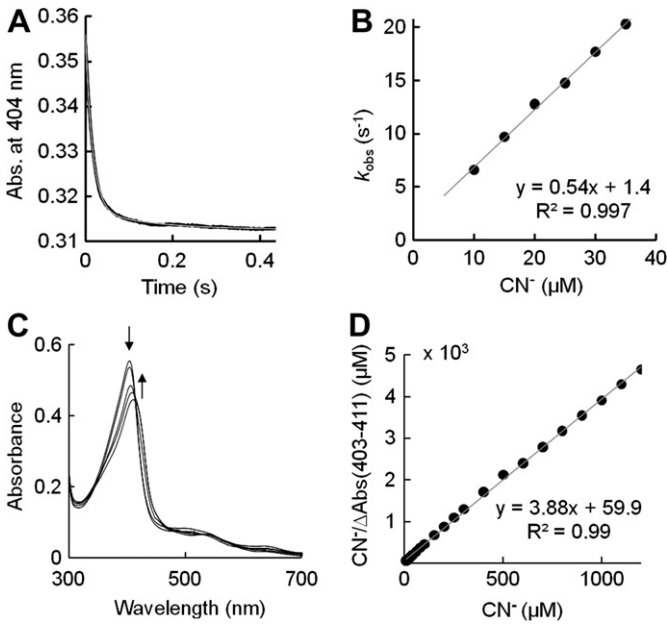 A
0.36
0.35
0.34
0.33
0.32
0.31
Abs. at 404 nm
0
0.2
0.4
Time (s)
B
20
15
10
5
0
kobs (s-1)
y = 0.54x + 1.4
R² = 0.997
0
10
20
30
40
CN- (µM)
C
0.6
0.4
0.2
0
Absorbance
300
500
700
Wavelength (nm)
D
x 10³
5
4
3
2
1
CN-/ΔAbs(403-411) (µM)
y = 3.88x + 59.9
R² = 0.99
0
500
1000
CN- (µM)